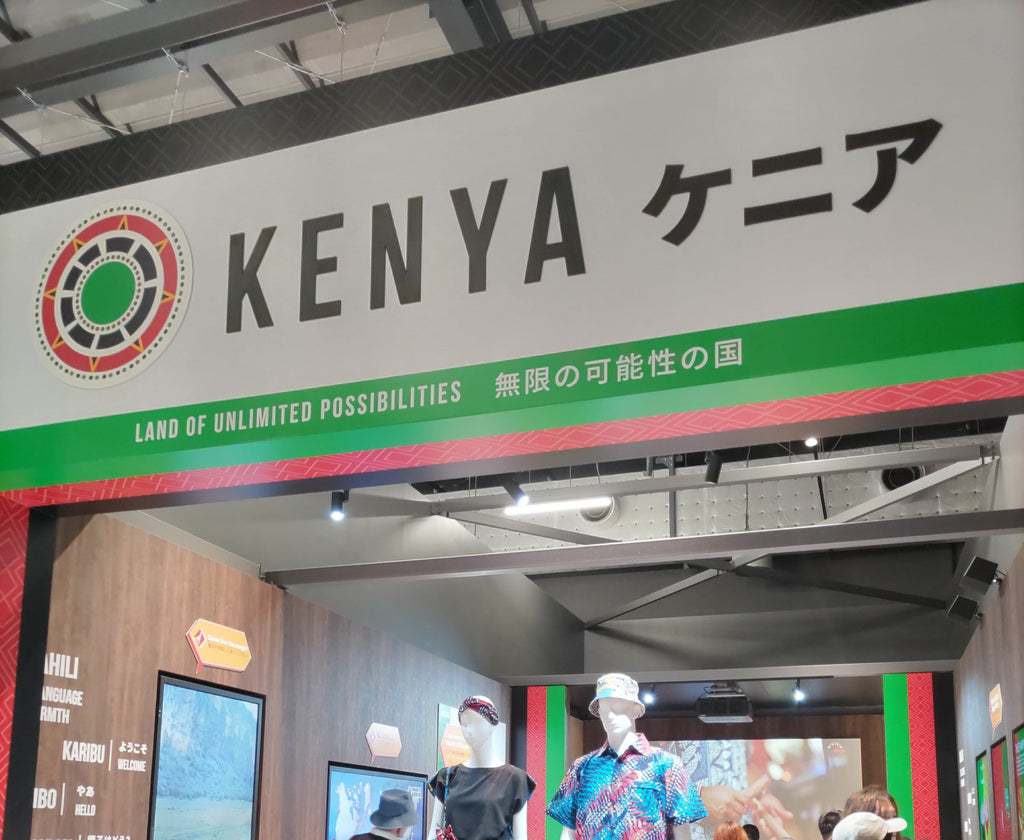 KENYA ケニア
LAND OF UNLIMITED POSSIBILITIES 無限の可能性の国
AHILI
ANGUAGE
RMTH
KARIBU ようこそ
WELCOME
IBO やあ
HELLO